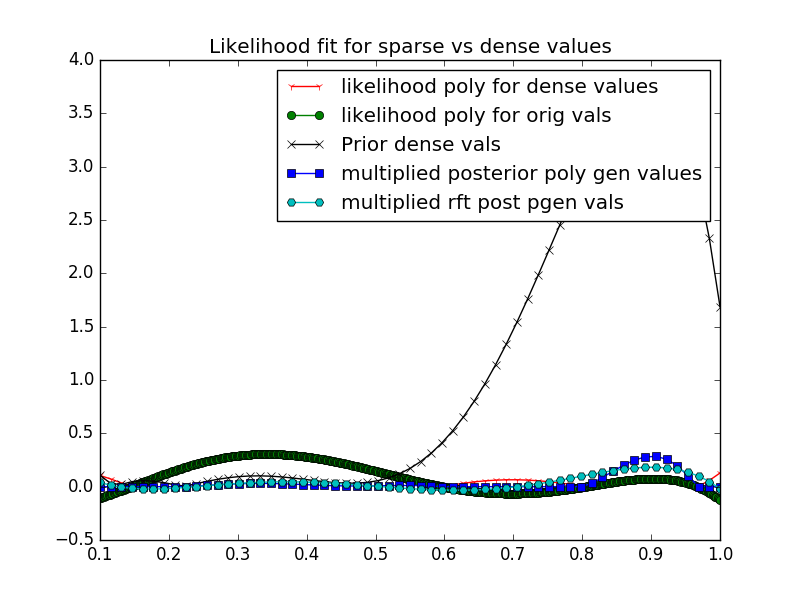 Likelihood fit for sparse vs dense values
4.0
3.5
3.0
2.5
2.0
1.5
1.0
0.5
0.0
−0.5
likelihood poly for dense values
likelihood poly for orig vals
Prior dense vals
multiplied posterior poly gen values
multiplied rft post pgen vals
0.1 0.2 0.3 0.4 0.5 0.6 0.7 0.8 0.9 1.0